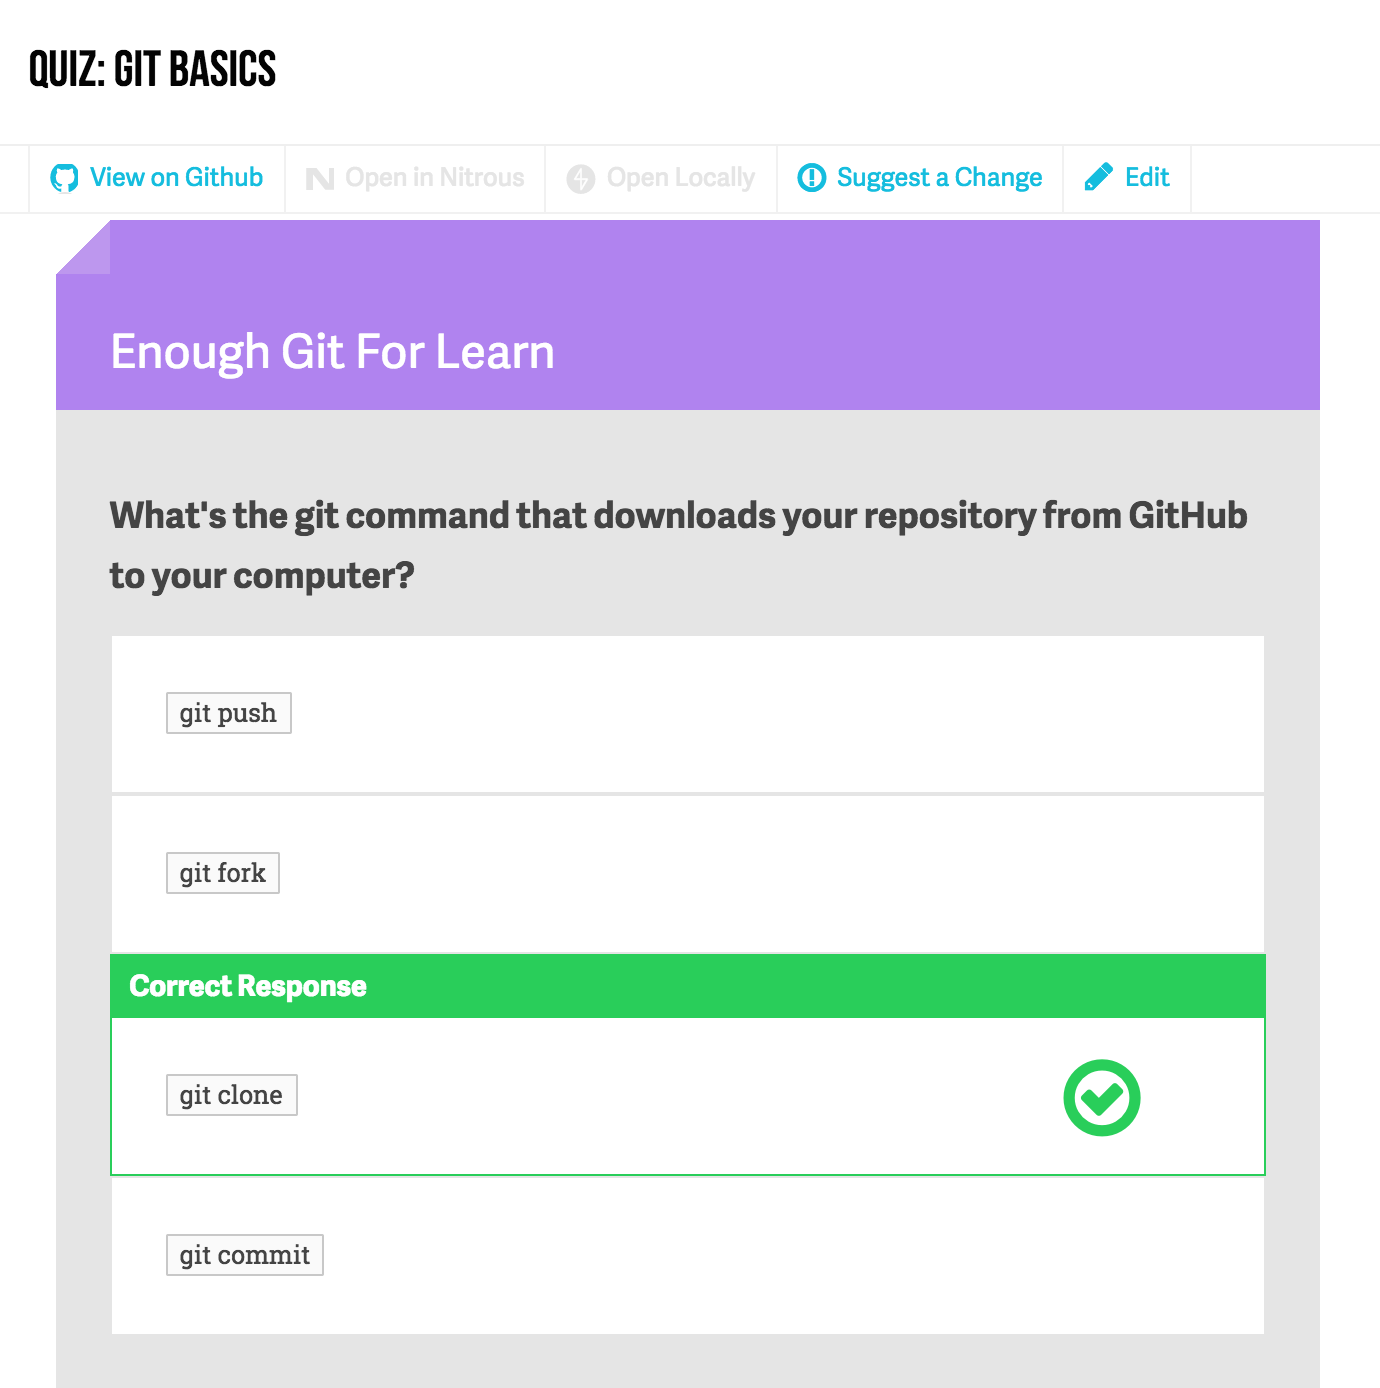 QUIZ: GIT BASICS
View on Github
Open in Nitrous
Open Locally
Suggest a Change
Edit
Enough Git For Learn
What's the git command that downloads your repository from GitHub
to your computer?
git push
git fork
Correct Response
git clone
git commit